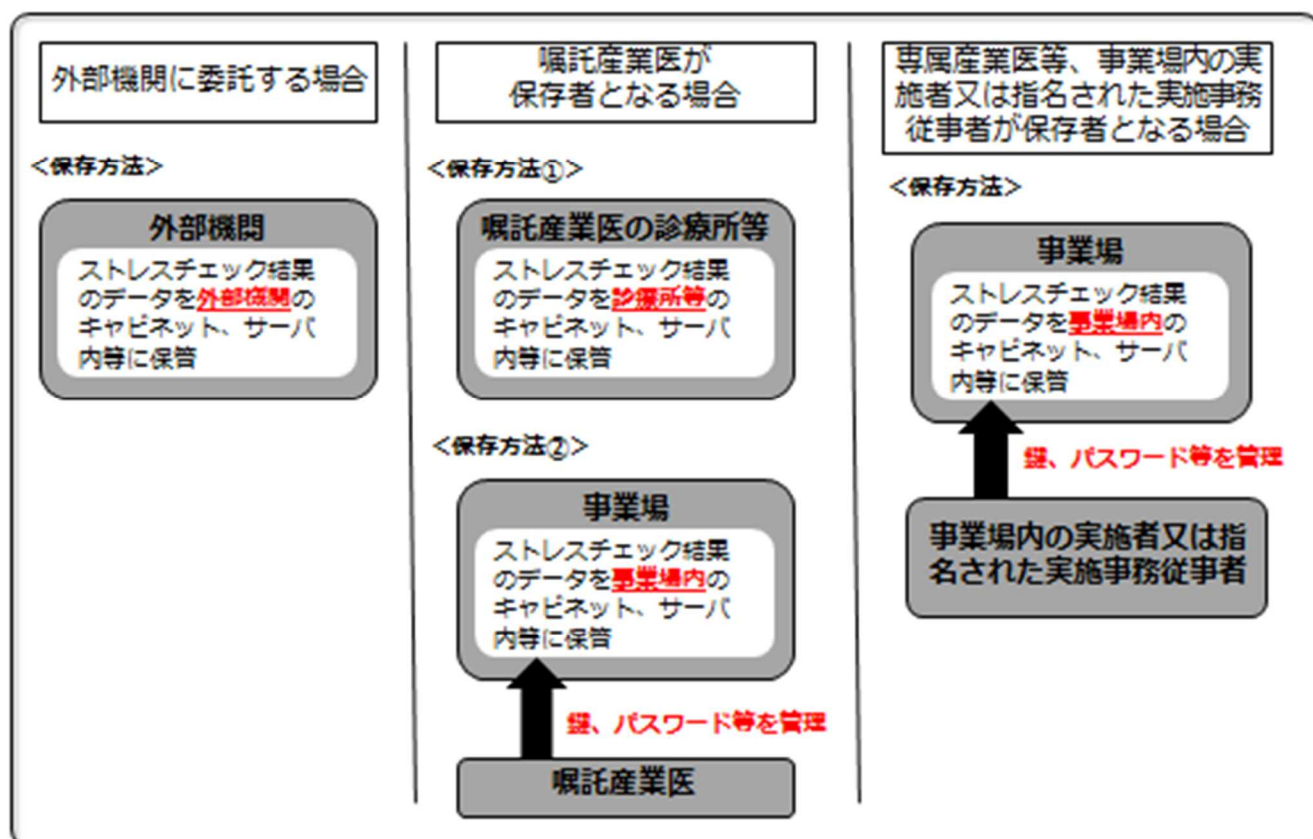 外部機関に委託する場合
＜保存方法＞
外部機関
ストレスチェック結果
のデータを外部機関の
キャビネット、サーバ
内等に保管
嘱託産業医が
保存者となる場合
＜保存方法①＞
嘱託産業医の診療所等
ストレスチェック結果
のデータを診療所等の
キャビネット、サーバ
内等に保管
＜保存方法②＞
事業場
ストレスチェック結果
のデータを事業場内の
キャビネット、サーバ
内等に保管
鍵、パスワード等を管理
嘱託産業医
専属産業医等、事業場内の実
施者又は指名された実施事務
従事者が保存者となる場合
＜保存方法＞
事業場
ストレスチェック結果
のデータを事業場内の
キャビネット、サーバ
内等に保管
鍵、パスワード等を管理
事業場内の実施者又は指
名された実施事務従事者